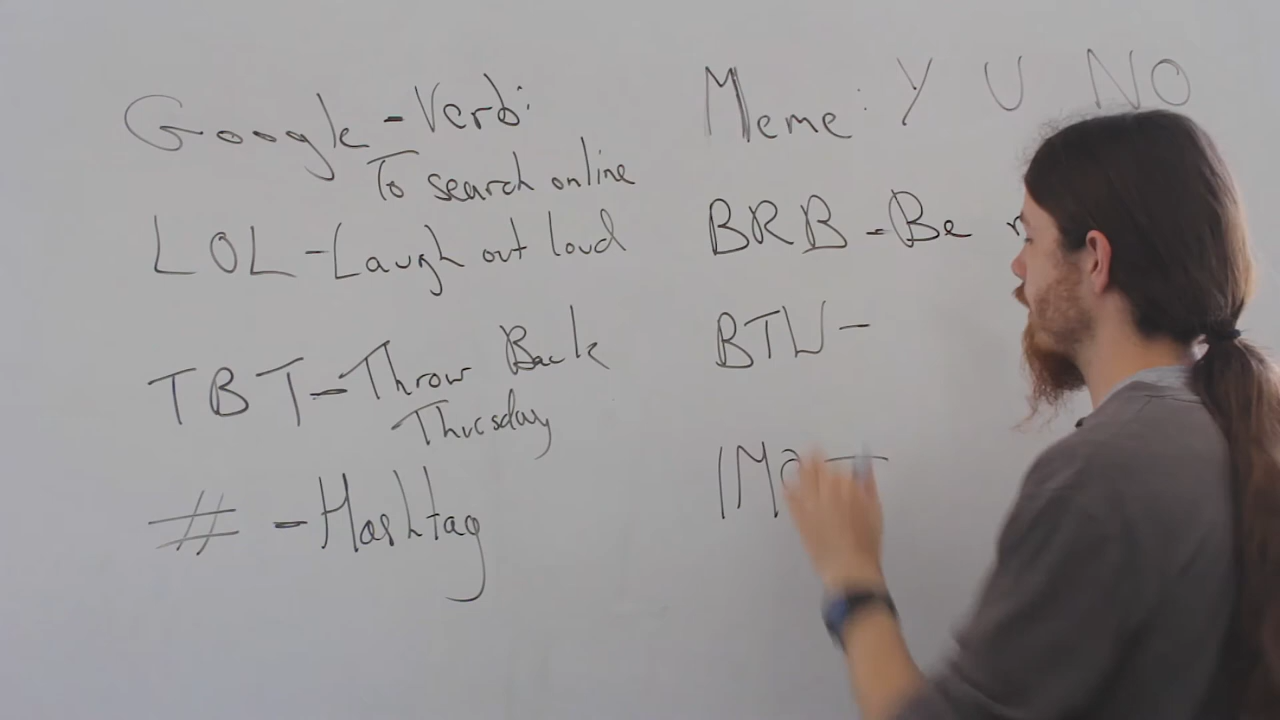 Google - Verb:
To search online
LOL - Laugh out loud
TBT - Throw Back
Thursday
# - Hashtag
Meme: Y U NO
BRB - Be
BTW -